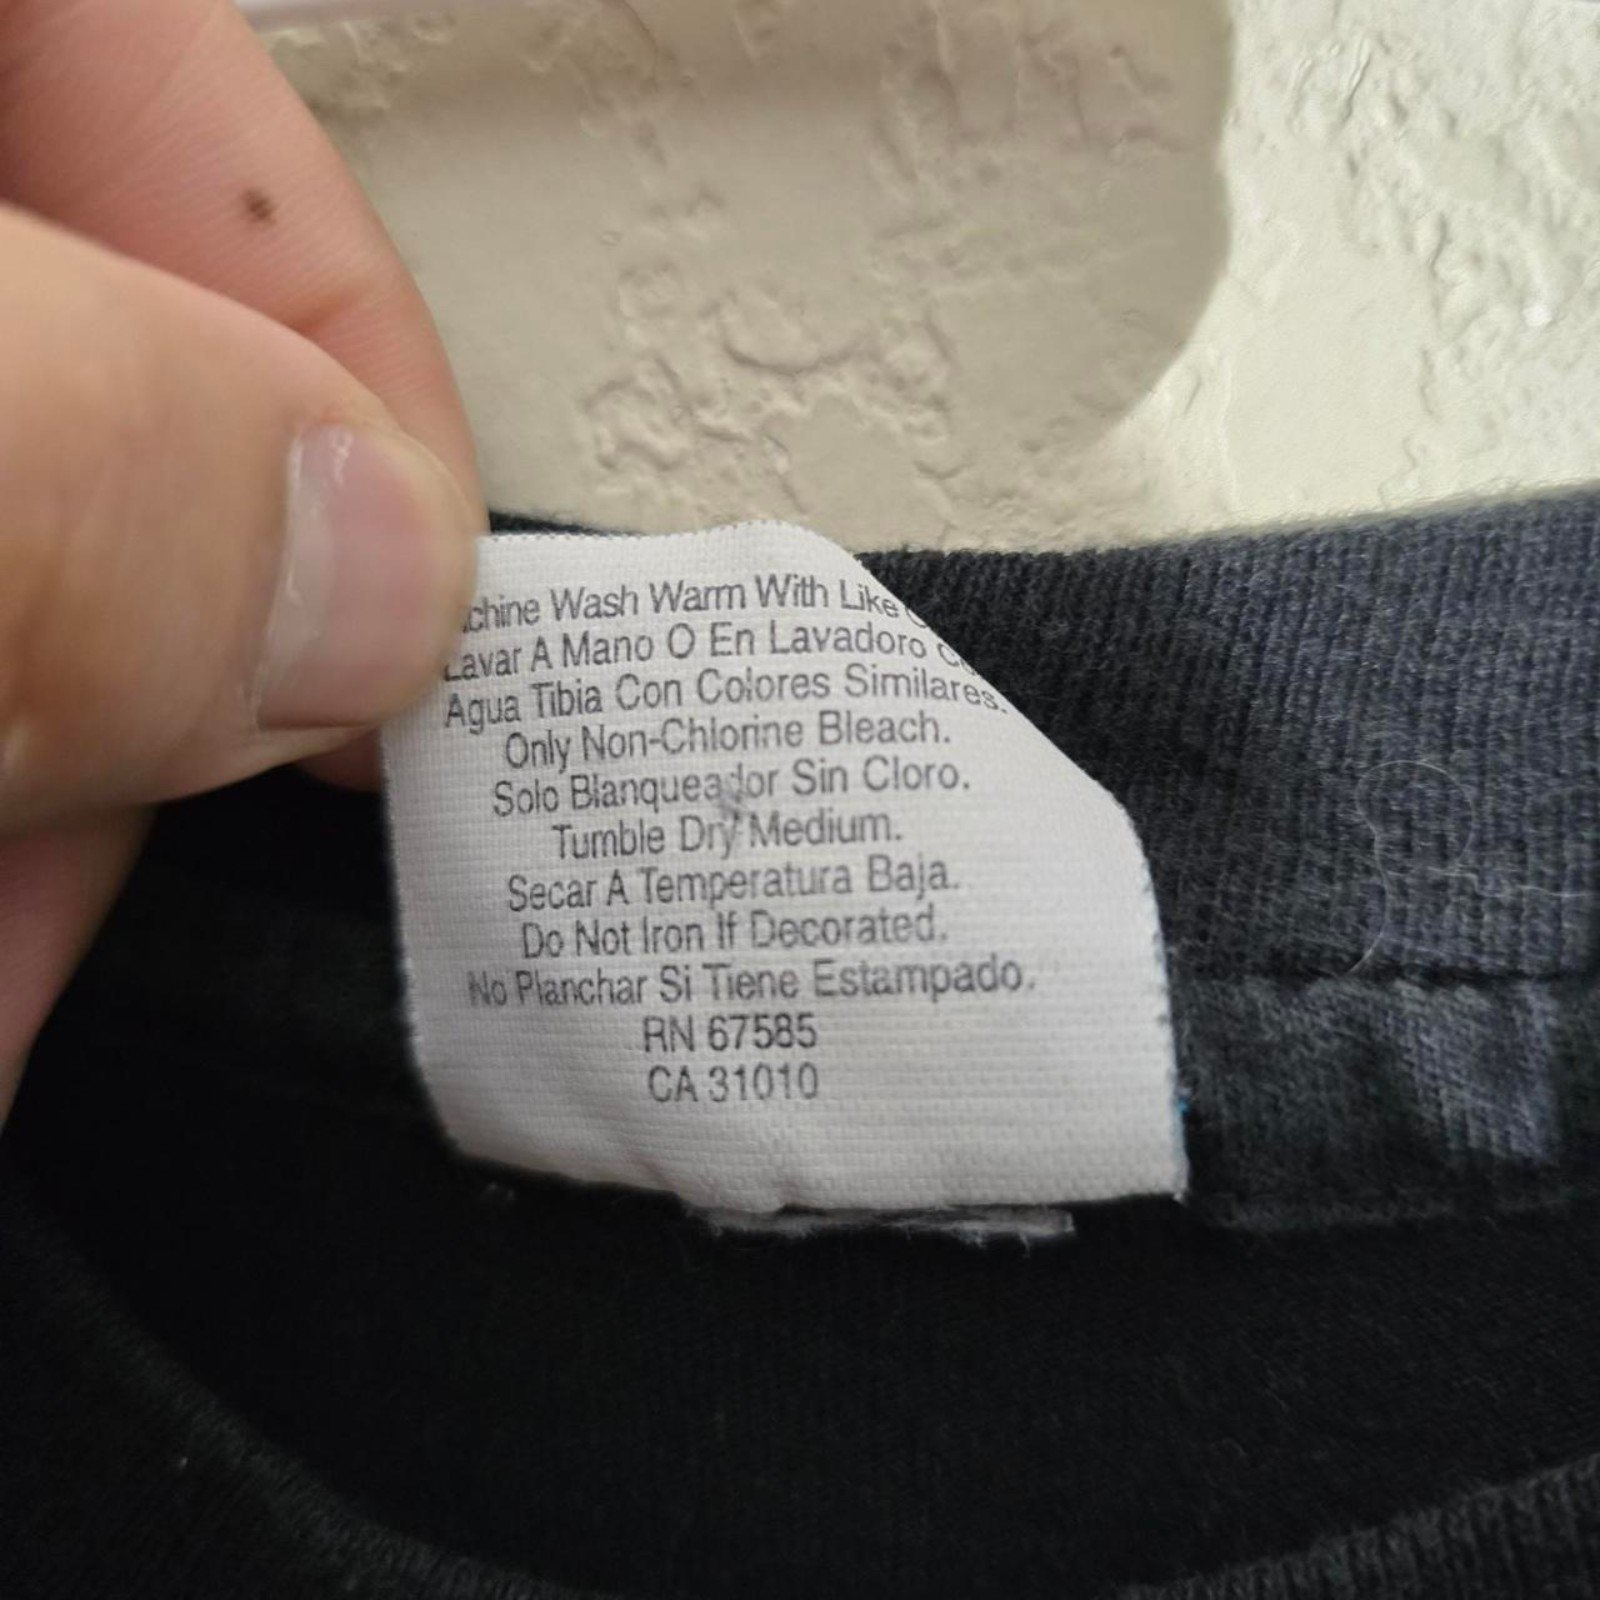 Wash Warm With Like
Lavar A Mano O En Lavadoro
Agua Tibia Con Colores Similares.
Only Non-Chlorine Bleach.
Solo Blanqueador Sin Cloro.
Tumble Dry Medium.
Secar A Temperatura Baja.
Do Not Iron If Decorated.
No Planchar Si Tiene Estampado.
RN 67585
CA 31010